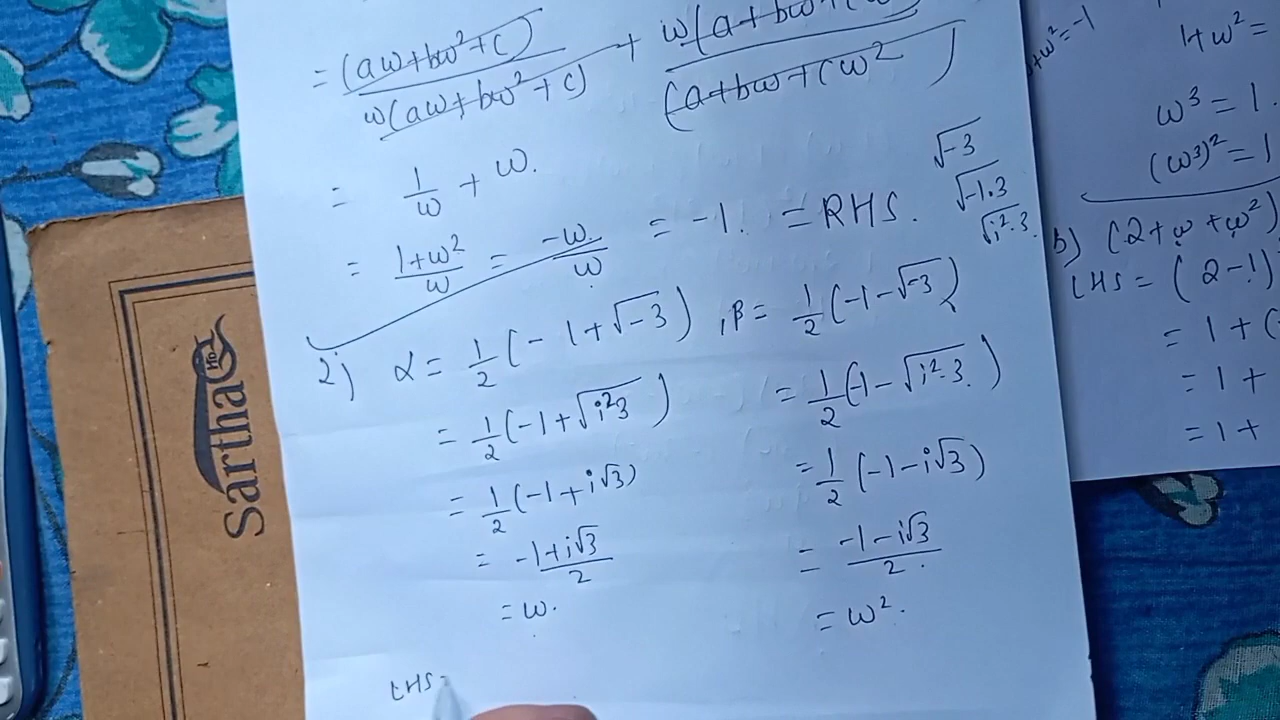 = (aω+bω²+c) / ω(aω+bω²+c) + ω(a+bω+cω²) / (a+bω+cω²)
= 1/ω + ω.
= 1+ω²/ω = -ω/ω = -1. = RHS.
√-3
√-1.3
√i².3.
2) α = 1/2(-1+√-3), β = 1/2(-1-√-3)
= 1/2(-1+√i²3) = 1/2(-1-√i².3.)
= 1/2(-1+i√3) = 1/2(-1-i√3)
= -1+i√3/2 = -1-i√3/2.
= ω. = ω².
LHS =
+ω²=-1
1+ω²=
ω³ = 1.
(ω³)² = 1
b) (2+ω+ω²)
LHS = (2-1)
= 1 + (
= 1 +
= 1 +
Sarthac